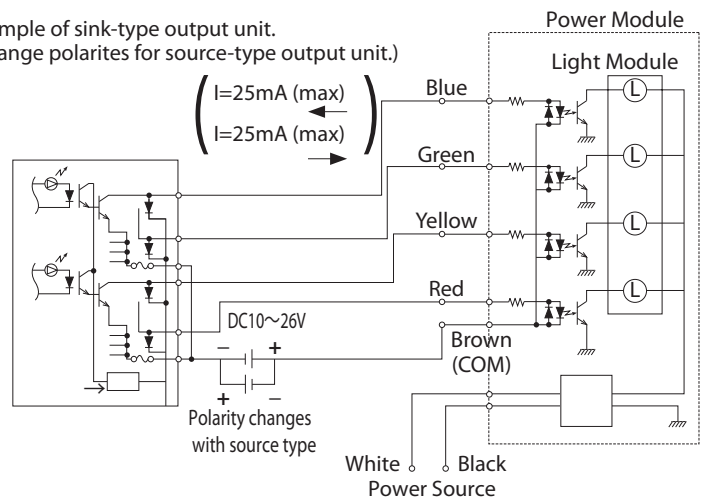 mple of sink-type output unit.
ange polarites for source-type output unit.)
Power Module
Light Module
I=25mA (max)
I=25mA (max)
Blue
Green
Yellow
Red
Brown
(COM)
L
L
L
L
DC10～26V
− +
+ −
Polarity changes
with source type
White Black
Power Source